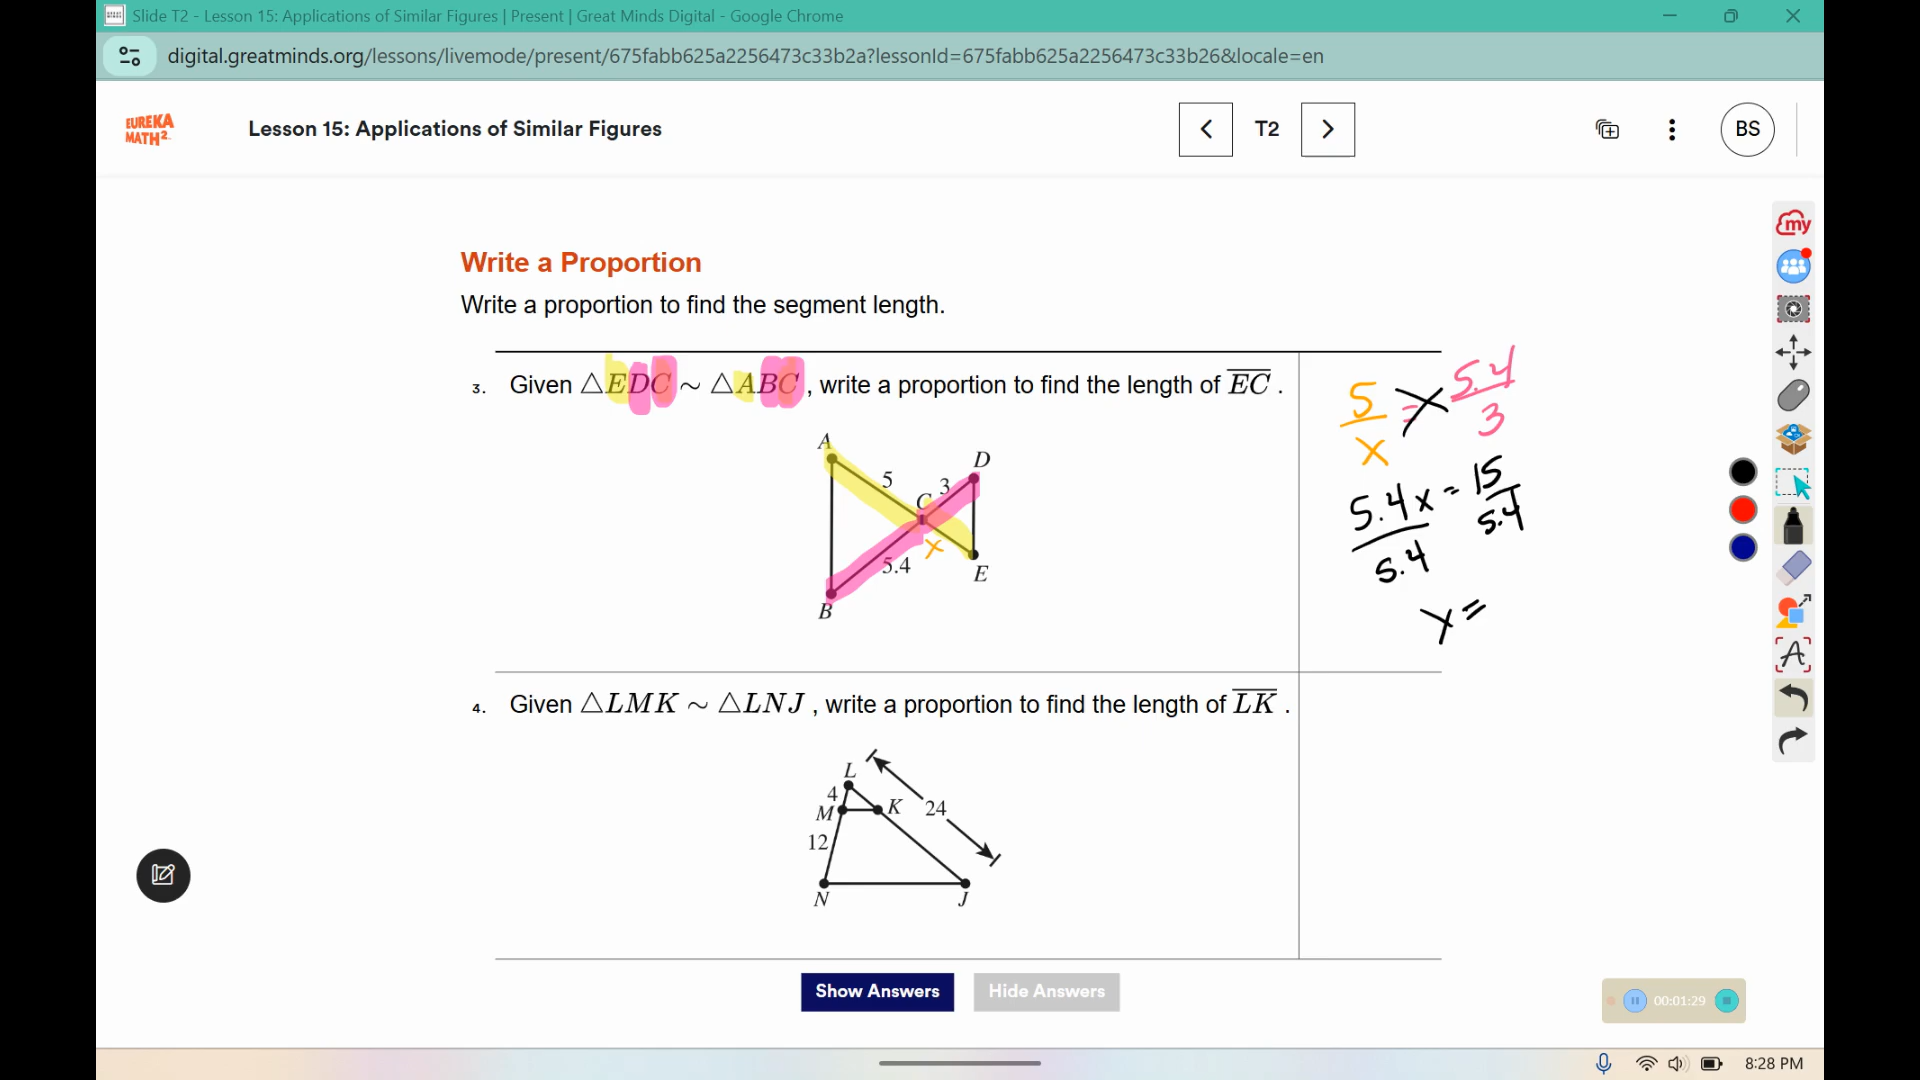 Slide T2 - Lesson 15: Applications of Similar Figures | Present | Great Minds Digital - Google Chrome
digital.greatminds.org/lessons/livemode/present/675fabb625a2256473c33b2a?lessonId=675fabb625a2256473c33b26&locale=en
EUREKA
MATH²
Lesson 15: Applications of Similar Figures
T2
BS
my
Write a Proportion
Write a proportion to find the segment length.
3. Given △EDC ~ △ABC, write a proportion to find the length of EC.
A
D
5
3
C
x
5.4
E
B
5/x = 5.4/3
5.4x = 15
5.4 5.4
x =
4. Given △LMK ~ △LNJ, write a proportion to find the length of LK.
L
4
M
K
24
12
N
J
Show Answers
Hide Answers
00:01:29
A
8:28 PM